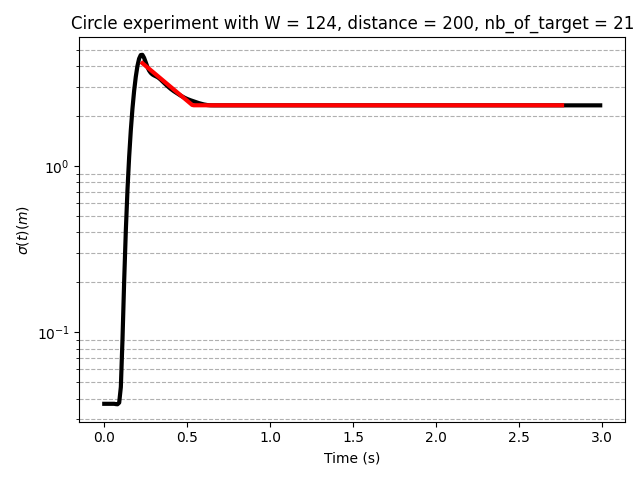 Circle experiment with W = 124, distance = 200, nb_of_target = 21
σ(t)(m)
10⁰
10⁻¹
0.0 0.5 1.0 1.5 2.0 2.5 3.0
Time (s)